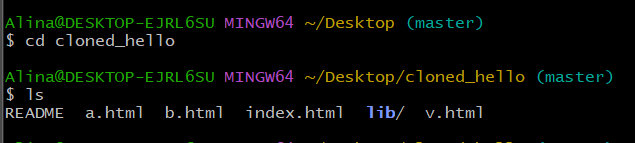 Alina@DESKTOP-EJRL6SU MINGW64 ~/Desktop (master)
$ cd cloned_hello
Alina@DESKTOP-EJRL6SU MINGW64 ~/Desktop/cloned_hello (master)
$ ls
README  a.html  b.html  index.html  lib/  v.html